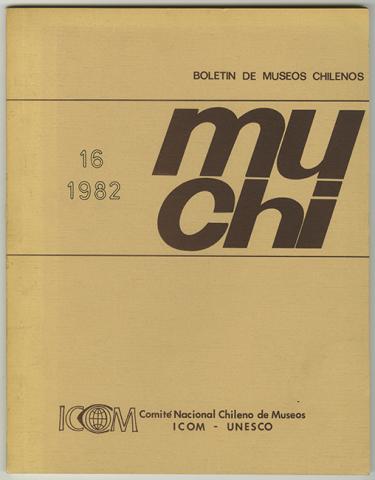 BOLETIN DE MUSEOS CHILENOS
mu
chi
16
1982
ICOM
Comité Nacional Chileno de Museos
ICOM - UNESCO